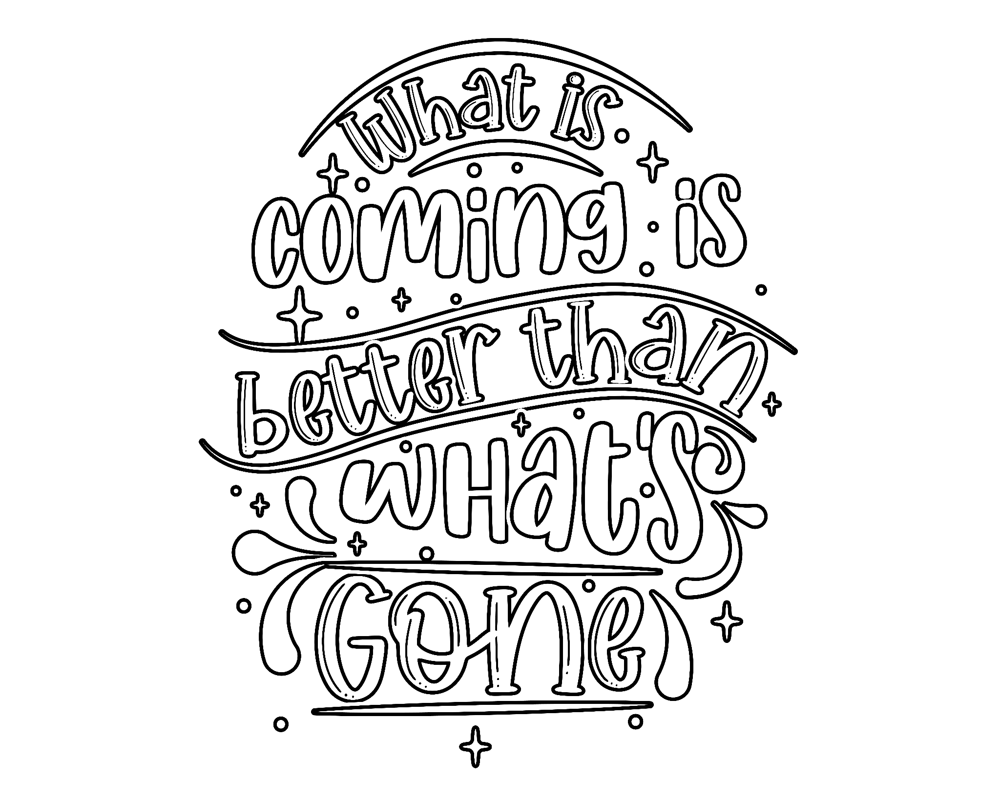 What is
coming is
better than
wHat's
Gone